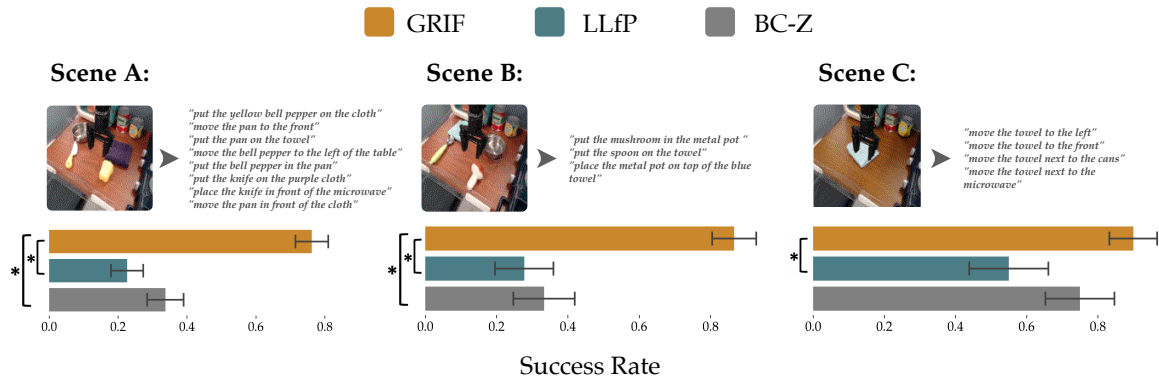 GRIF LLfP BC-Z
Scene A:
"put the yellow bell pepper on the cloth"
"move the pan to the front"
"put the pan on the towel"
"move the bell pepper to the left of the table"
"put the bell pepper in the pan"
"put the knife on the purple cloth"
"place the knife in front of the microwave"
"move the pan in front of the cloth"
*
*
0.0 0.2 0.4 0.6 0.8
Scene B:
"put the mushroom in the metal pot "
"put the spoon on the towel"
"place the metal pot on top of the blue
towel"
*
*
0.0 0.2 0.4 0.6 0.8
Scene C:
"move the towel to the left"
"move the towel to the front"
"move the towel next to the cans"
"move the towel next to the
microwave"
*
0.0 0.2 0.4 0.6 0.8
Success Rate